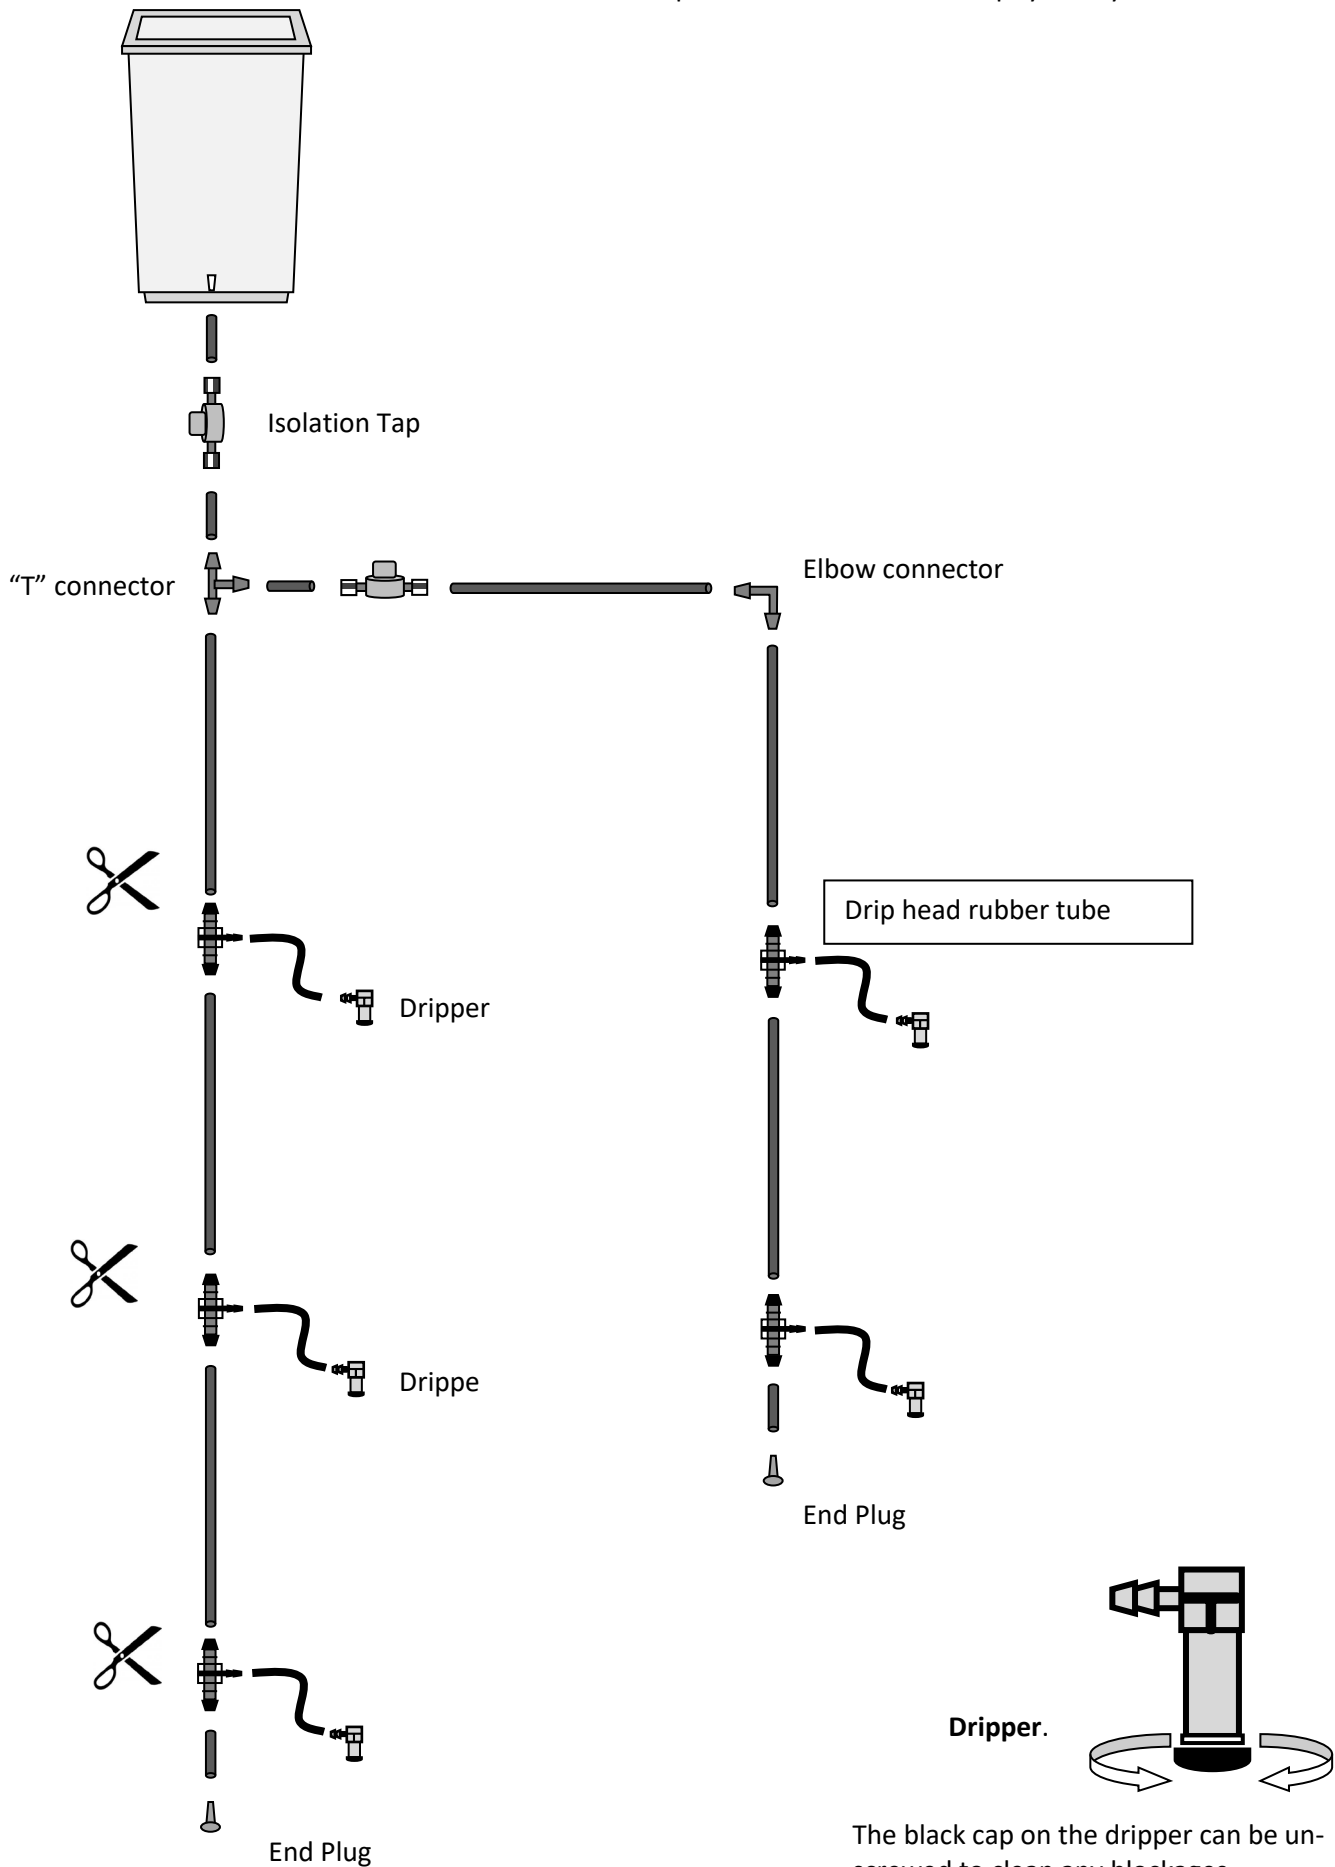 Isolation Tap
“T” connector
Elbow connector
Drip head rubber tube
Dripper
Drippe
End Plug
Dripper.
End Plug
The black cap on the dripper can be un-